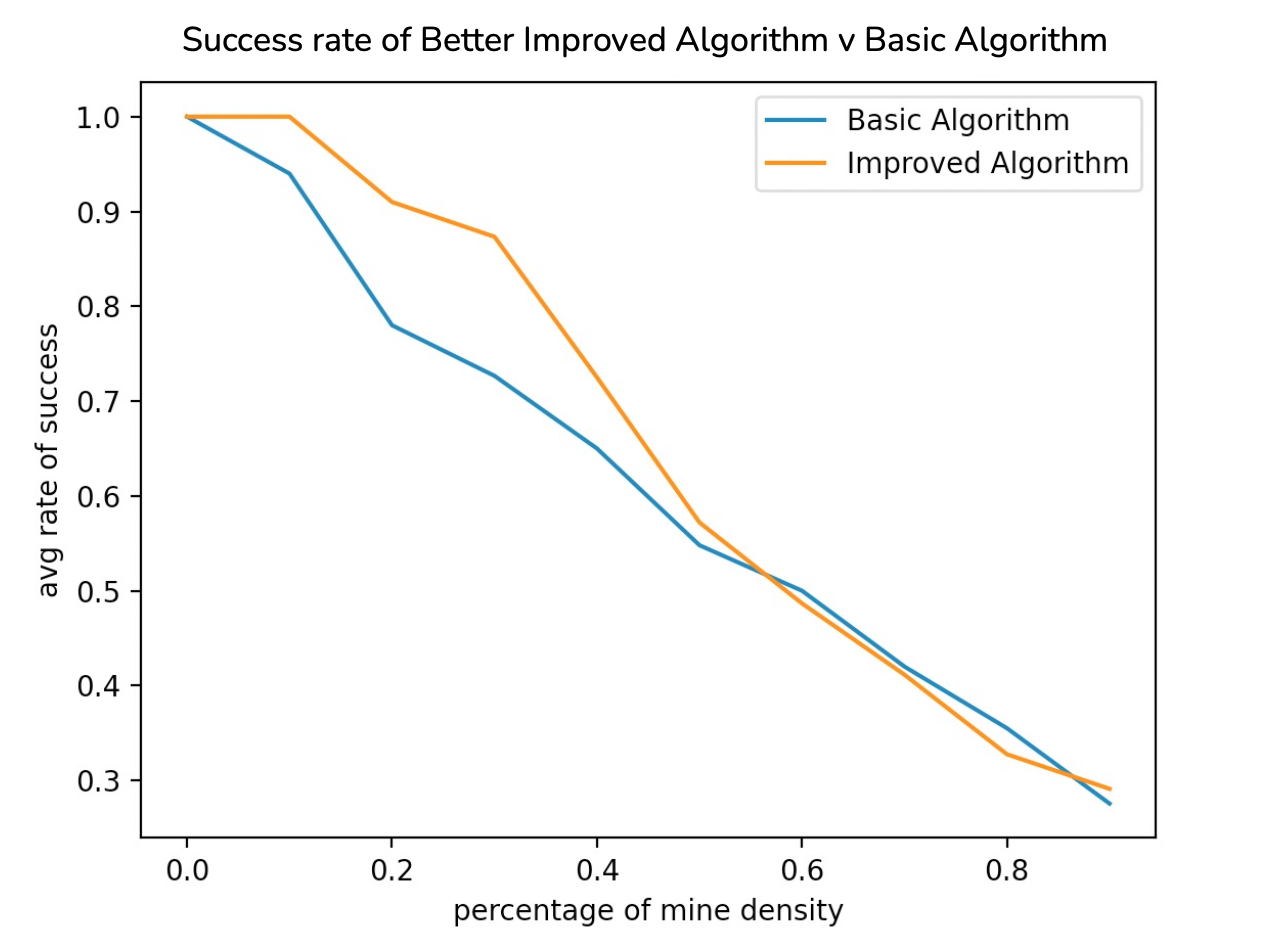 Success rate of Better Improved Algorithm v Basic Algorithm
Basic Algorithm
Improved Algorithm
1.0
0.9
0.8
0.7
0.6
0.5
0.4
0.3
avg rate of success
0.0 0.2 0.4 0.6 0.8
percentage of mine density